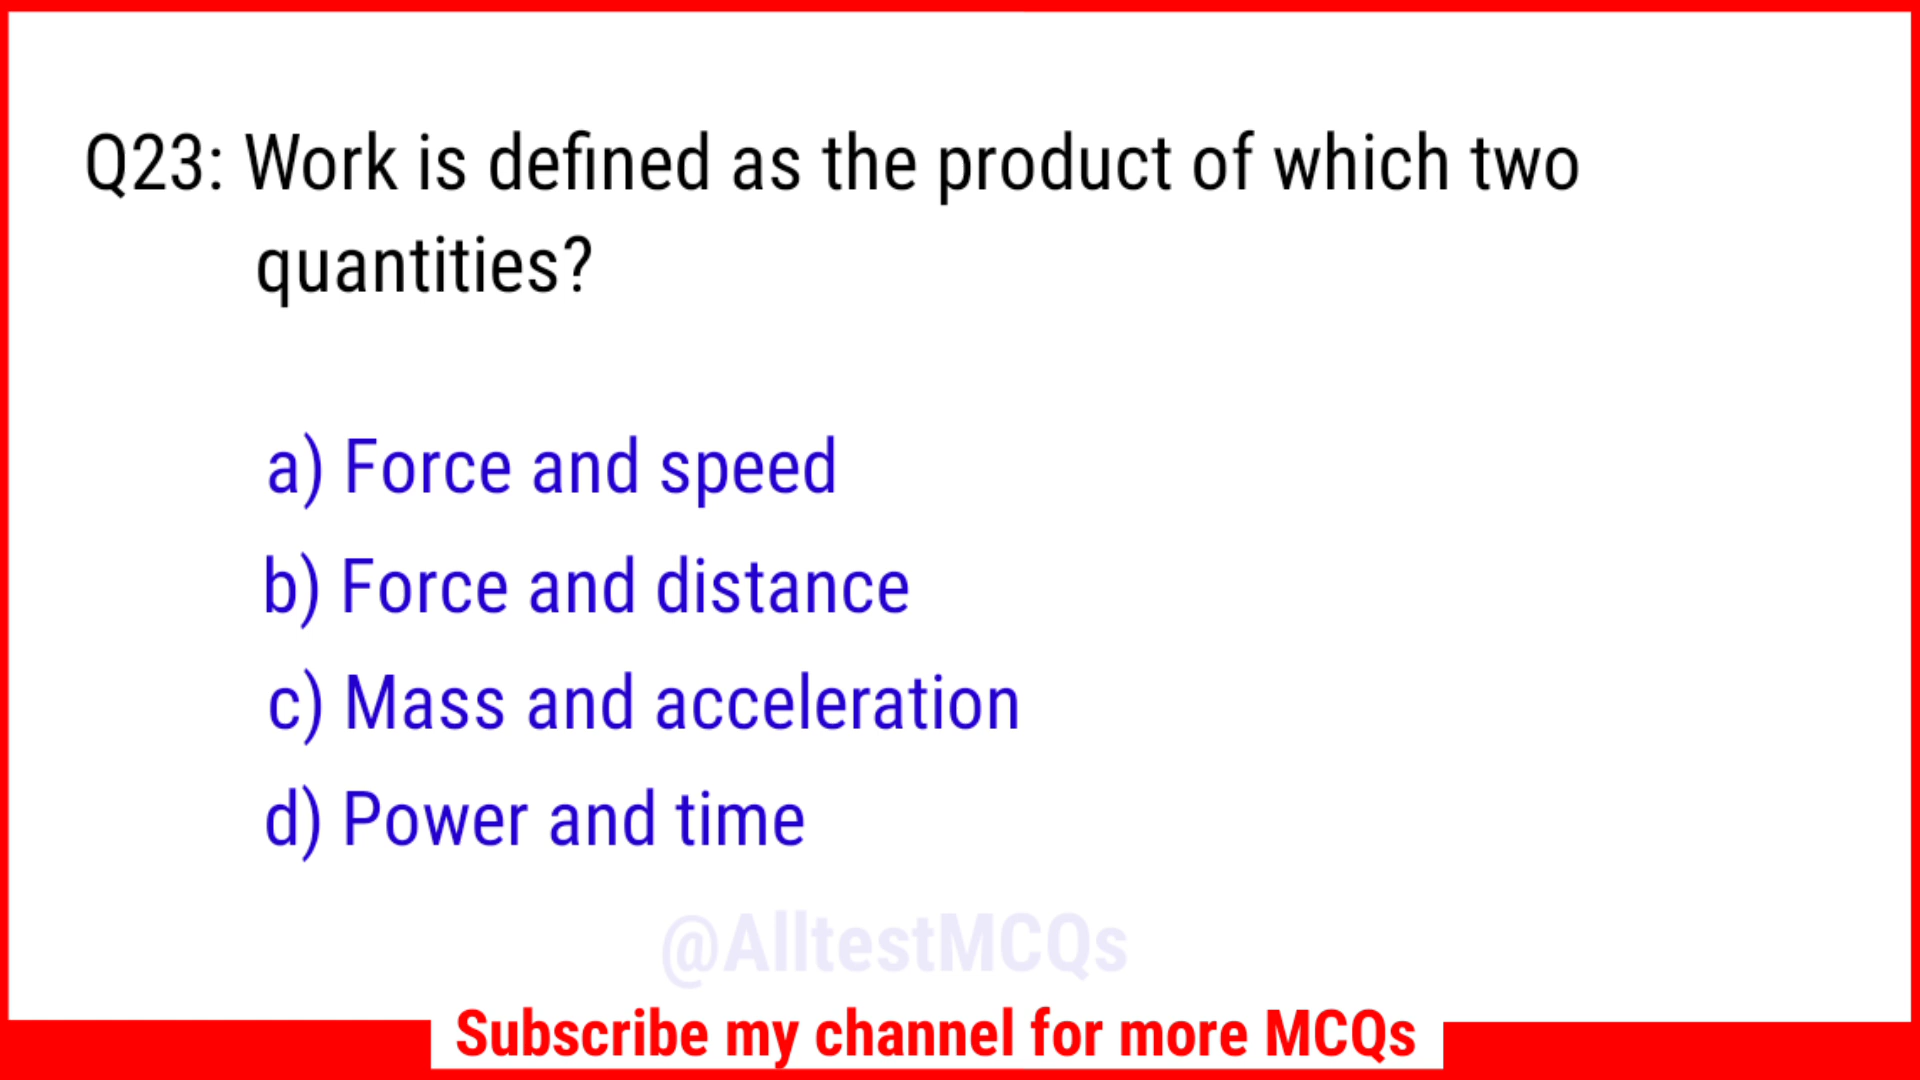 Q23: Work is defined as the product of which two
quantities?
a) Force and speed
b) Force and distance
c) Mass and acceleration
d) Power and time
@AlltestMCQs
Subscribe my channel for more MCQs